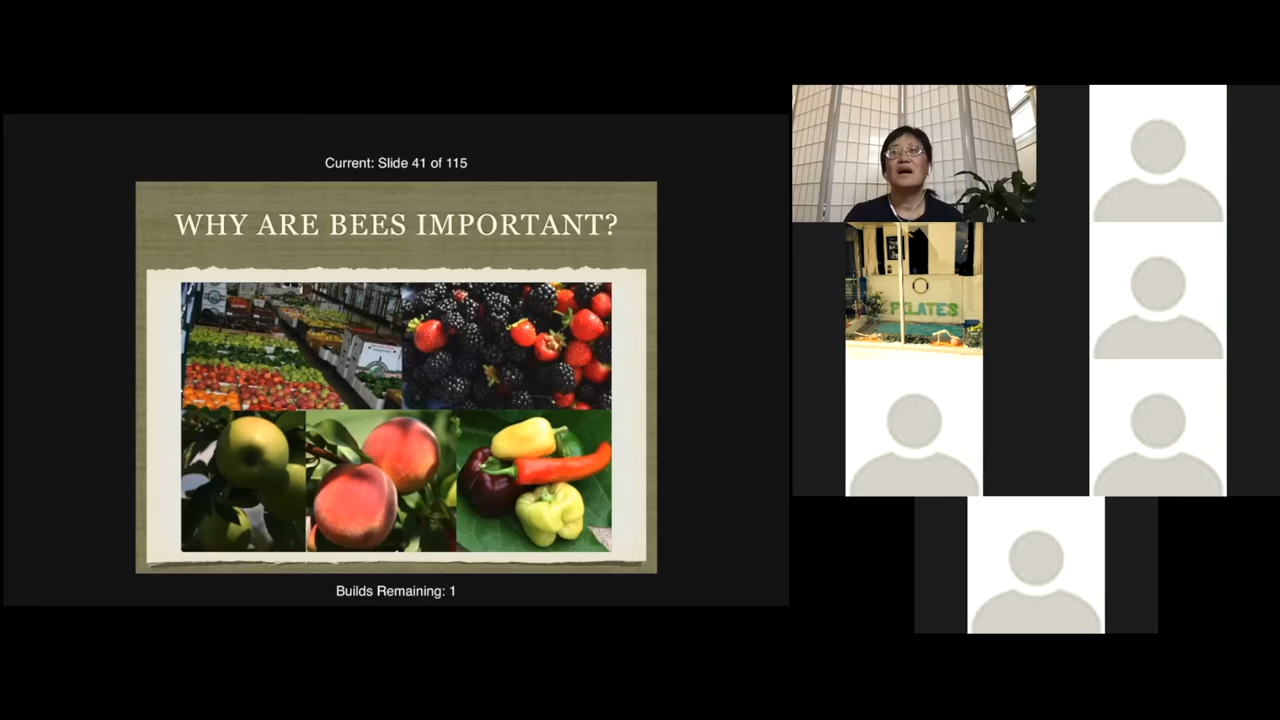 Current: Slide 41 of 115
WHY ARE BEES IMPORTANT?
PILATES
Builds Remaining: 1